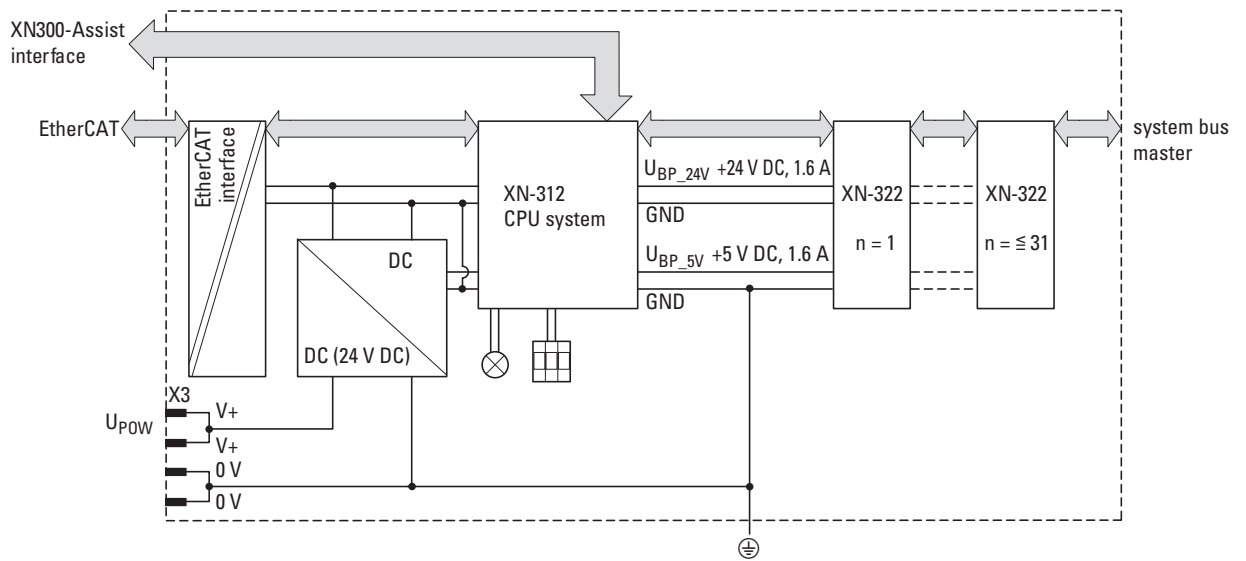 XN300-Assist
interface
EtherCAT
EtherCAT
interface
XN-312
CPU system
UBP_24V +24 V DC, 1.6 A
GND
UBP_5V +5 V DC, 1.6 A
GND
XN-322
n = 1
XN-322
n = ≦ 31
system bus
master
DC
DC (24 V DC)
X3
UPOW
V+
V+
0 V
0 V